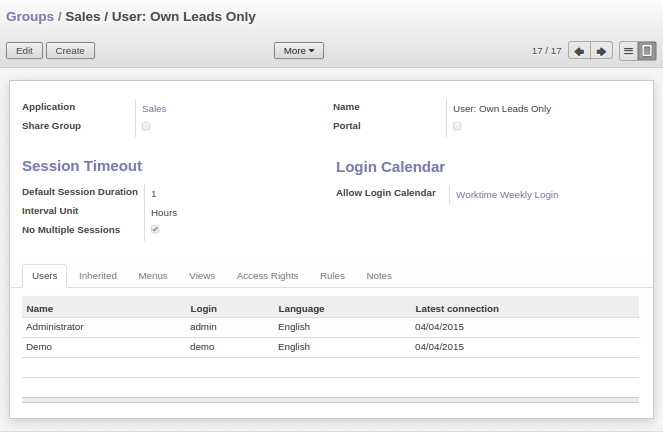 Groups / Sales / User: Own Leads Only
Edit Create More 17 / 17
Application Sales Name User: Own Leads Only
Share Group Portal
Session Timeout Login Calendar
Default Session Duration 1 Allow Login Calendar Worktime Weekly Login
Interval Unit Hours
No Multiple Sessions
Users Inherited Menus Views Access Rights Rules Notes
Name Login Language Latest connection
Administrator admin English 04/04/2015
Demo demo English 04/04/2015